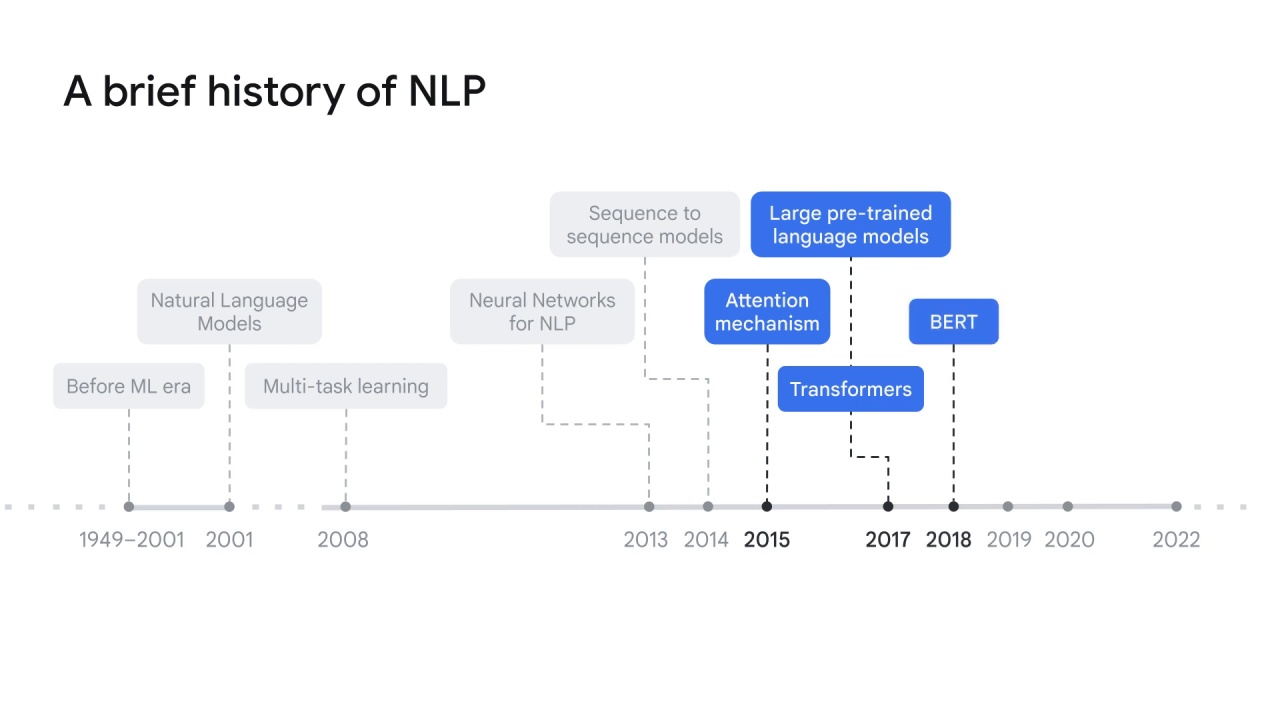 A brief history of NLP
Sequence to
sequence models
Large pre-trained
language models
Natural Language
Models
Neural Networks
for NLP
Attention
mechanism
BERT
Before ML era
Multi-task learning
Transformers
1949–2001
2001
2008
2013
2014
2015
2017
2018
2019
2020
2022